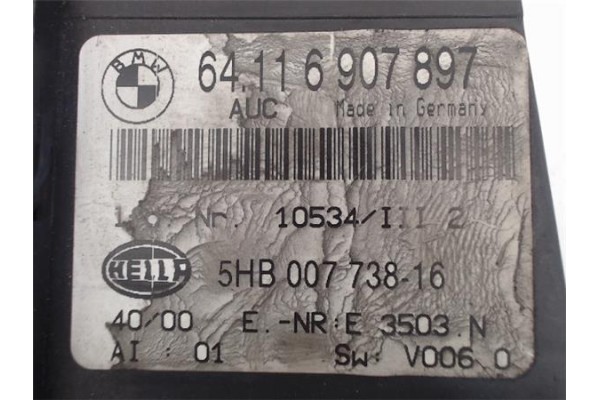 BMW
64.11 6 907 897
AUC Made in Germany
Nr. 10534/III 2
HELLA
5HB 007 738-16
40/00 E.-NR:E 3503.N
AI : 01 Sw: V006.0